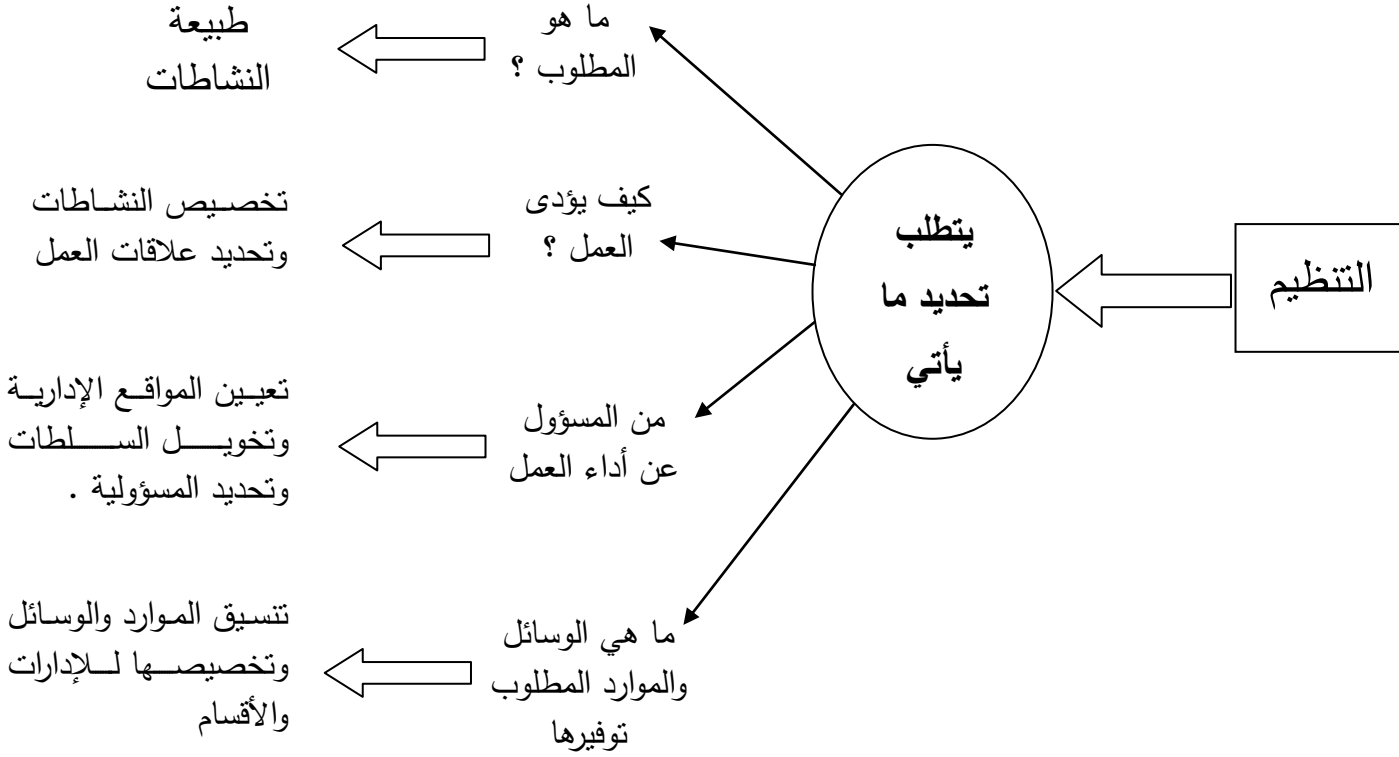 التنظيم
يتطلب
تحديد ما
يأتي
ما هو
المطلوب ؟
طبيعة
النشاطات
كيف يؤدى
العمل ؟
تخصيص النشاطات
وتحديد علاقات العمل
من المسؤول
عن أداء العمل
تعيين المواقع الإدارية
وتخويل السلطات
وتحديد المسؤولية .
ما هي الوسائل
والموارد المطلوب
توفيرها
تنسيق الموارد والوسائل
وتخصيصها للإدارات
والأقسام